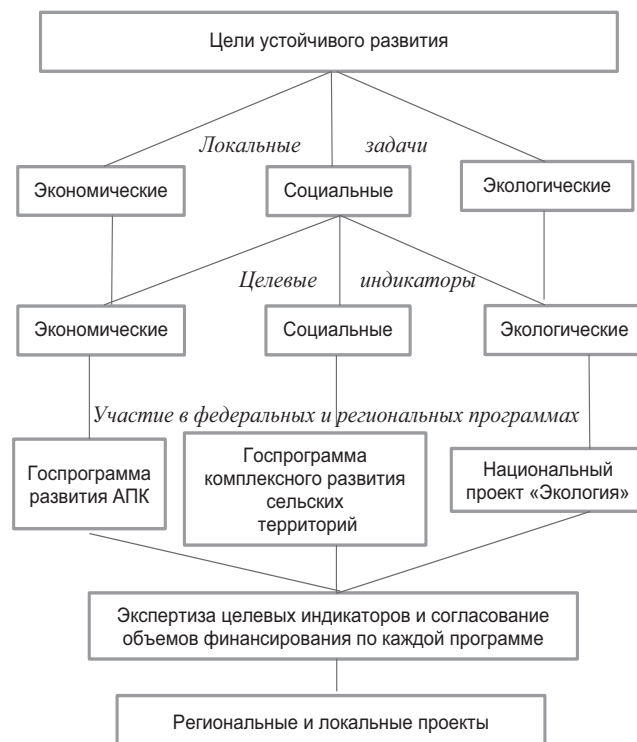 Цели устойчивого развития
Локальные задачи
Экономические
Социальные
Экологические
Целевые индикаторы
Экономические
Социальные
Экологические
Участие в федеральных и региональных программах
Госпрограмма
развития АПК
Госпрограмма
комплексного развития
сельских
территорий
Национальный
проект «Экология»
Экспертиза целевых индикаторов и согласование
объемов финансирования по каждой программе
Региональные и локальные проекты